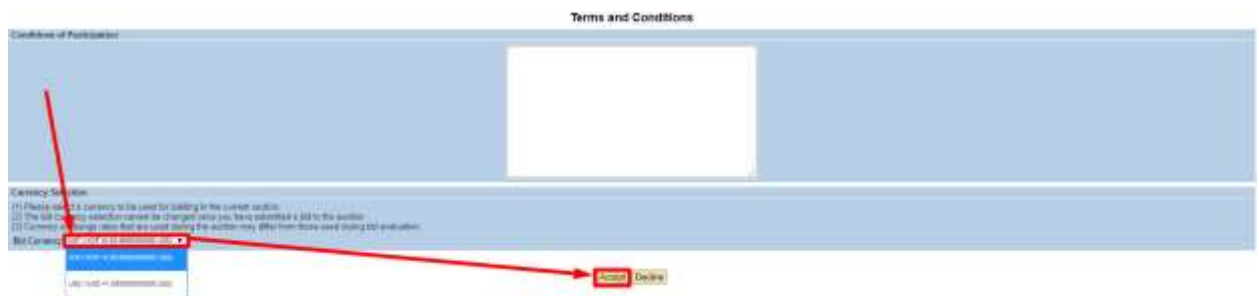 Terms and Conditions
Conditions of Participation
Currency Selection
(1) Please select a currency to be used for bidding in the current auction.
(2) The bid currency selection cannot be changed once you have submitted a bid to the auction.
(3) Currency exchange rates that are used during the auction may differ from those used during bid evaluation.
Bid Currency
Accept Decline